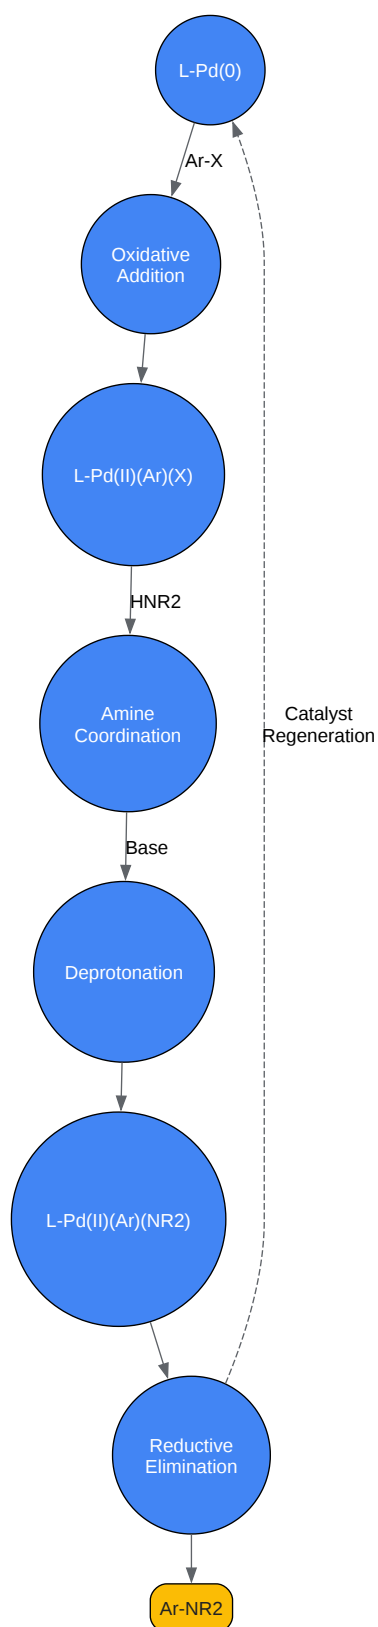 L-Pd(0)
Ar-X
Oxidative
Addition
L-Pd(II)(Ar)(X)
HNR2
Amine
Coordination
Catalyst
Regeneration
Base
Deprotonation
L-Pd(II)(Ar)(NR2)
Reductive
Elimination
Ar-NR2